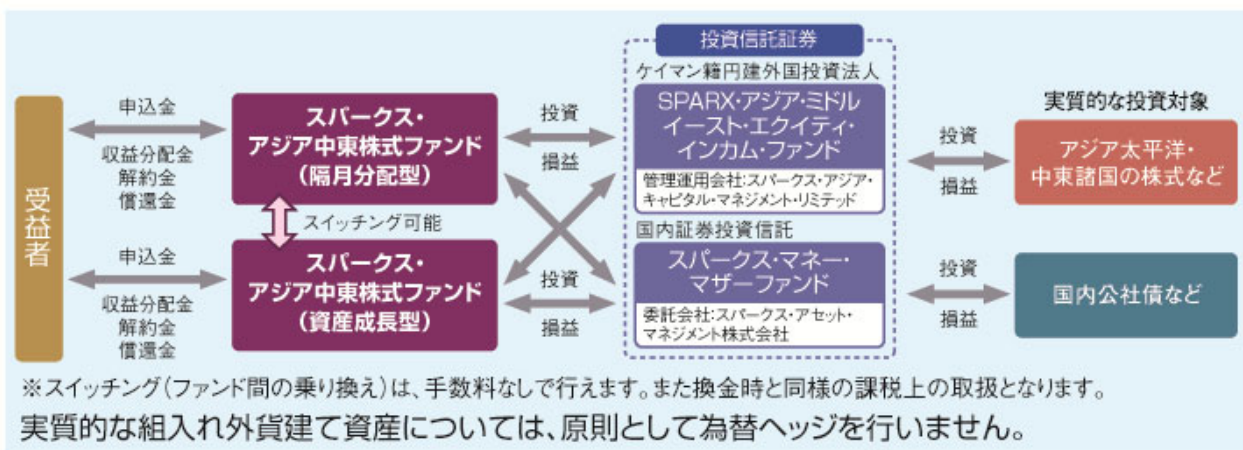 投資信託証券
ケイマン籍円建外国投資法人
受益者
申込金
収益分配金
解約金
償還金
スパークス・
アジア中東株式ファンド
(隔月分配型)
投資
損益
SPARX・アジア・ミドル
イースト・エクイティ・
インカム・ファンド
管理運用会社:スパークス・アジア・
キャピタル・マネジメント・リミテッド
投資
損益
実質的な投資対象
アジア太平洋・
中東諸国の株式など
スイッチング可能
申込金
収益分配金
解約金
償還金
スパークス・
アジア中東株式ファンド
(資産成長型)
投資
損益
国内証券投資信託
スパークス・マネー・
マザーファンド
委託会社:スパークス・アセット・
マネジメント株式会社
投資
損益
国内公社債など
※スイッチング(ファンド間の乗り換え)は、手数料なしで行えます。また換金時と同様の課税上の取扱となります。
実質的な組入れ外貨建て資産については、原則として為替ヘッジを行いません。